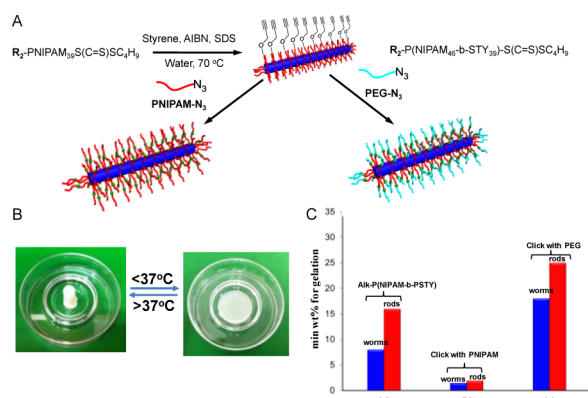 A
Styrene, AIBN, SDS
R₂-PNIPAM₃₉S(C=S)SC₄H₉
Water, 70 °C
R₂-P(NIPAM₄₆-b-STY₃₉)-S(C=S)SC₄H₉
N₃
PNIPAM-N₃
N₃
PEG-N₃
B
<37°C
>37°C
C
min wt% for gelation
35
30
25
20
15
10
5
0
Alk-P(NIPAM-b-PSTY)
rods
worms
Click with PNIPAM
worms rods
Click with PEG
rods
worms